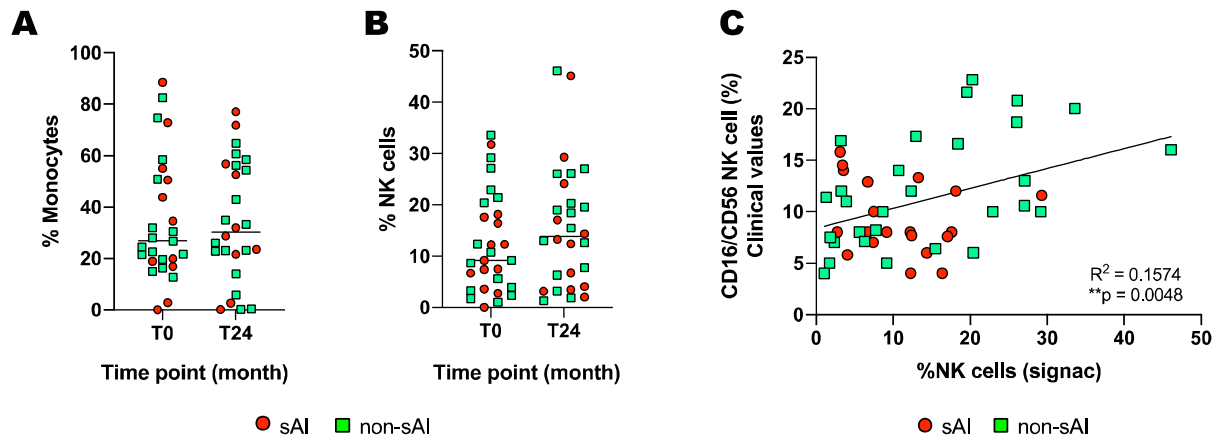 A
% Monocytes
100
80
60
40
20
0
T0
T24
Time point (month)
B
% NK cells
50
40
30
20
10
0
T0
T24
Time point (month)
sAI
non-sAI
C
CD16/CD56 NK cell (%)
Clinical values
25
20
15
10
5
0
R² = 0.1574
**p = 0.0048
0
10
20
30
40
50
%NK cells (signac)
sAI
non-sAI